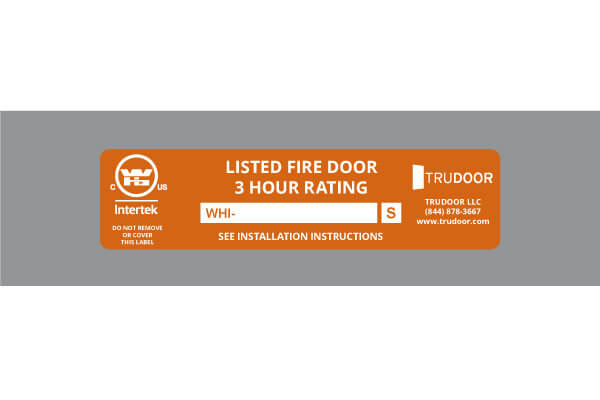 C WH US
Intertek
DO NOT REMOVE
OR COVER
THIS LABEL
LISTED FIRE DOOR
3 HOUR RATING
WHI- S
SEE INSTALLATION INSTRUCTIONS
TRUDOOR
TRUDOOR LLC
(844) 878-3667
www.trudoor.com